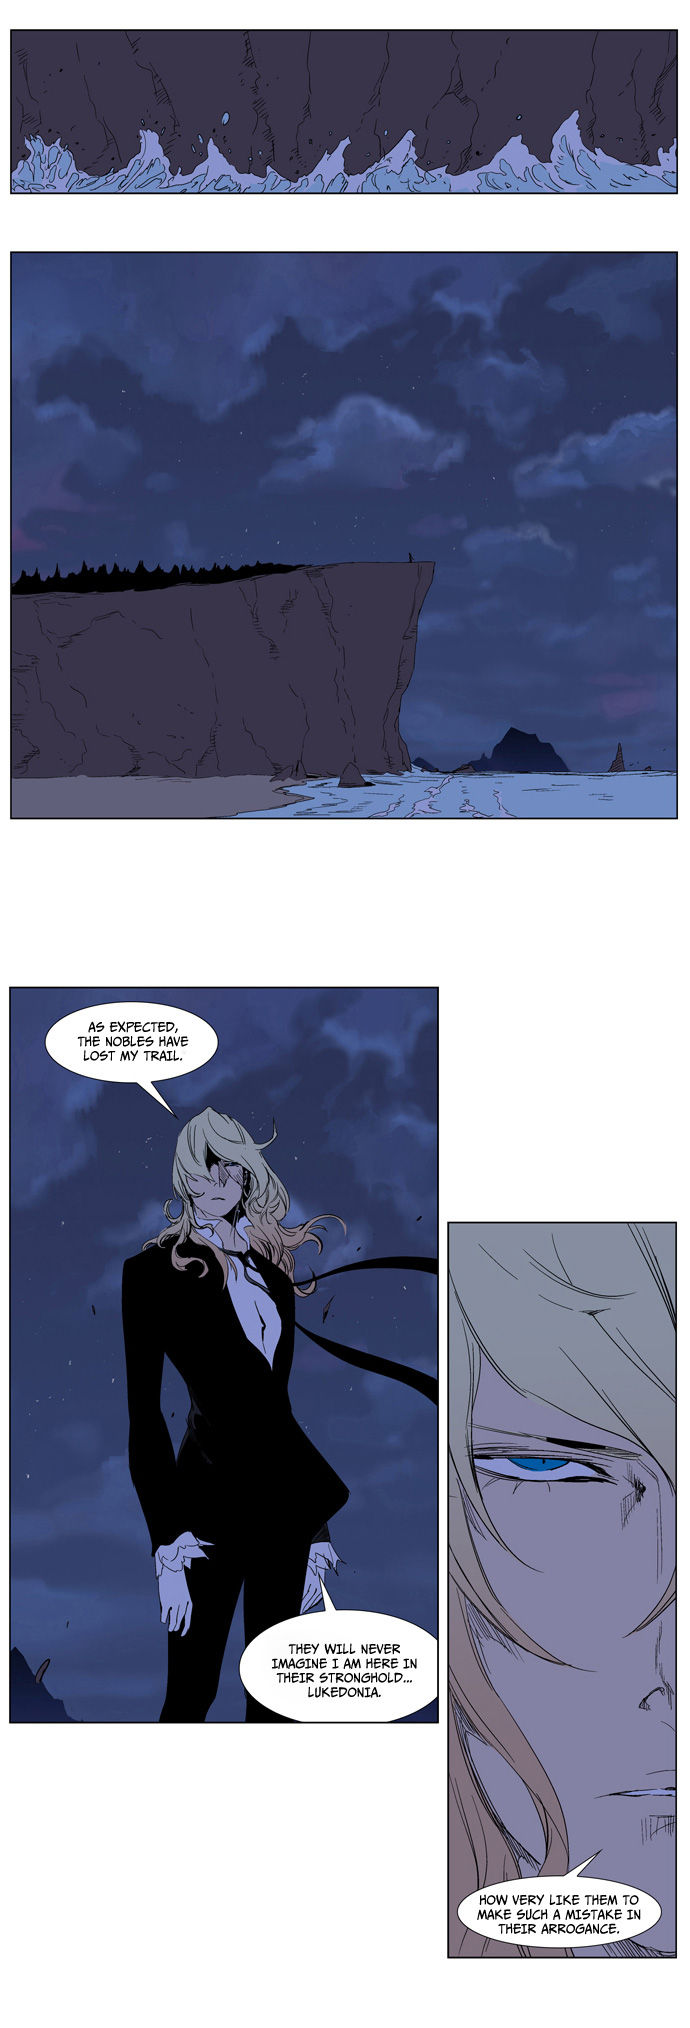 AS EXPECTED,
THE NOBLES HAVE
LOST MY TRAIL.
THEY WILL NEVER
IMAGINE I AM HERE IN
THEIR STRONGHOLD...
LUKEDONIA.
HOW VERY LIKE THEM TO
MAKE SUCH A MISTAKE IN
THEIR ARROGANCE.